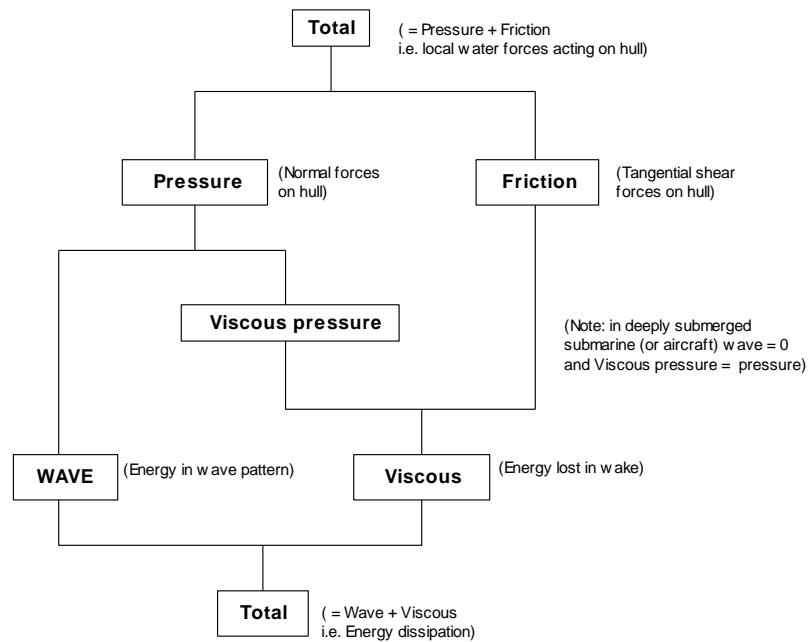 Total
( = Pressure + Friction
i.e. local water forces acting on hull)
Pressure
(Normal forces
on hull)
Friction
(Tangential shear
forces on hull)
Viscous pressure
(Note: in deeply submerged
submarine (or aircraft) wave = 0
and Viscous pressure = pressure)
WAVE
(Energy in wave pattern)
Viscous
(Energy lost in wake)
Total
( = Wave + Viscous
i.e. Energy dissipation)